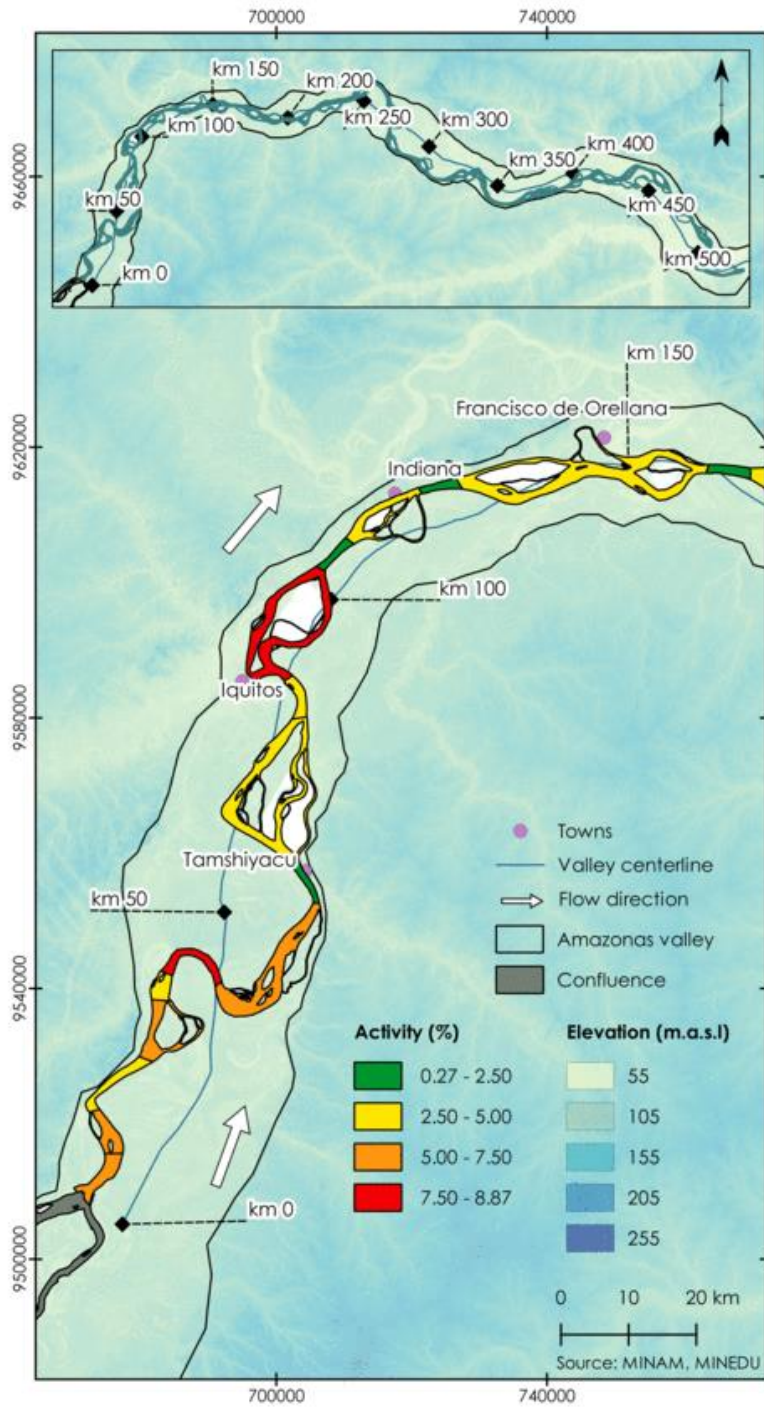 700000
740000
km 150
km 200
km 100
km 250
km 300
km 400
km 350
km 50
km 450
km 500
km 0
9660000
km 150
Francisco de Orellana
9620000
Indiana
km 100
Iquitos
9580000
Towns
Tamshiyacu
Valley centerline
km 50
Flow direction
Amazonas valley
Confluence
9540000
Activity (%)
Elevation (m.a.s.l)
0.27 - 2.50
55
2.50 - 5.00
105
5.00 - 7.50
155
7.50 - 8.87
205
km 0
255
9500000
0 10 20 km
Source: MINAM, MINEDU
700000
740000